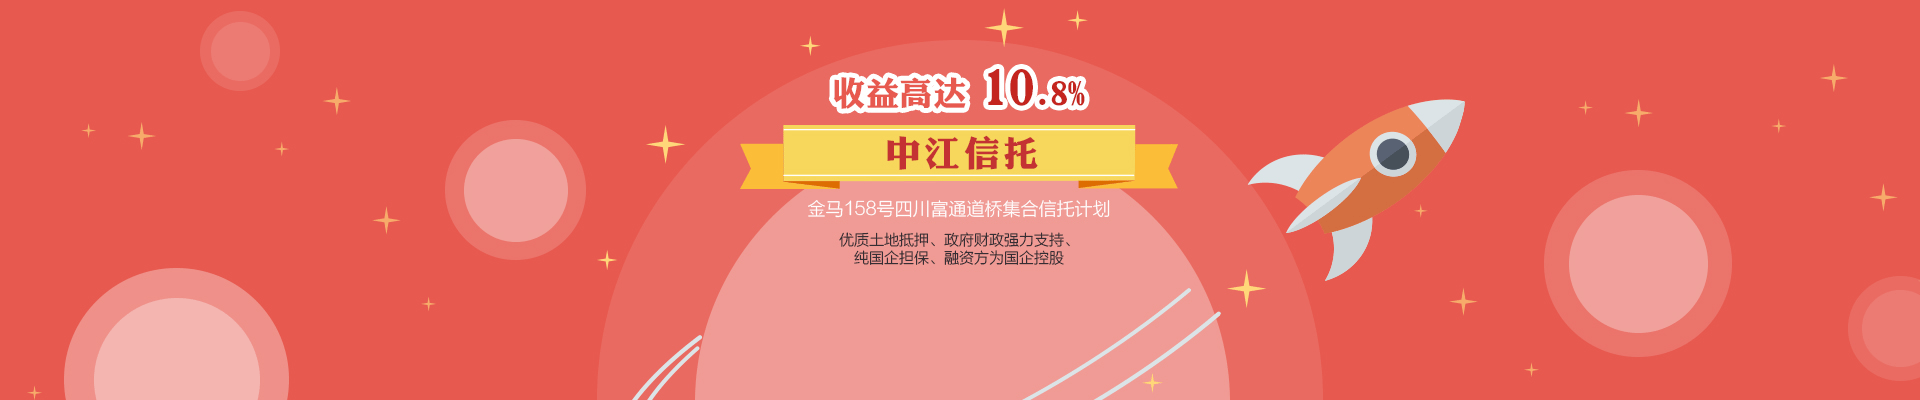 收益高达 10.8%
中江信托
金马158号四川富通道桥集合信托计划
优质土地抵押、政府财政强力支持、
纯国企担保、融资方为国企控股